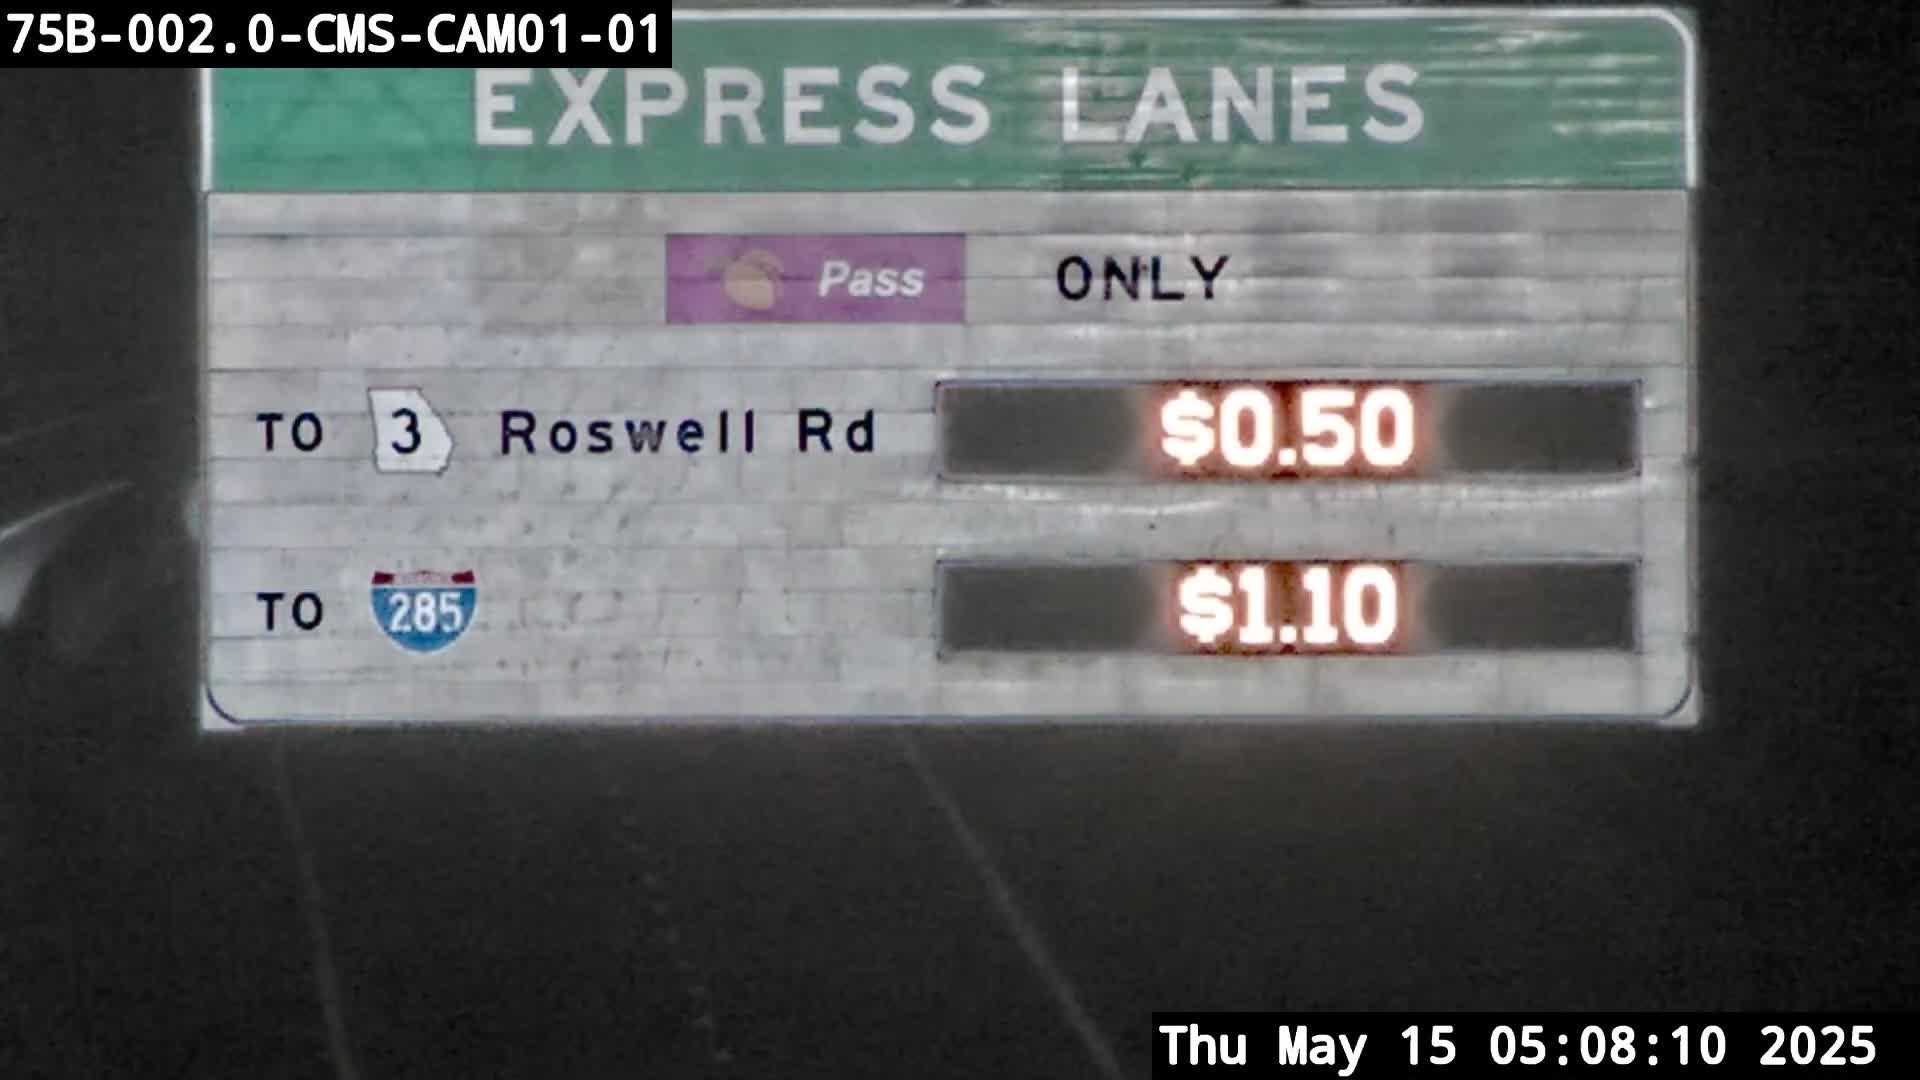 75B-002.0-CMS-CAM01-01
EXPRESS LANES
Pass ONLY
TO 3 Roswell Rd $0.50
TO 285 $1.10
Thu May 15 05:08:10 2025